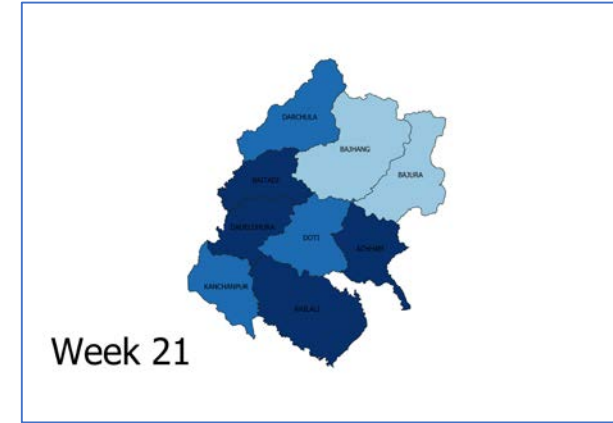 DARCHULA
BAJHANG
BAJURA
BAITADI
DADELDHURA
DOTI
ACHHAM
KANCHANPUR
KAILALI
Week 21